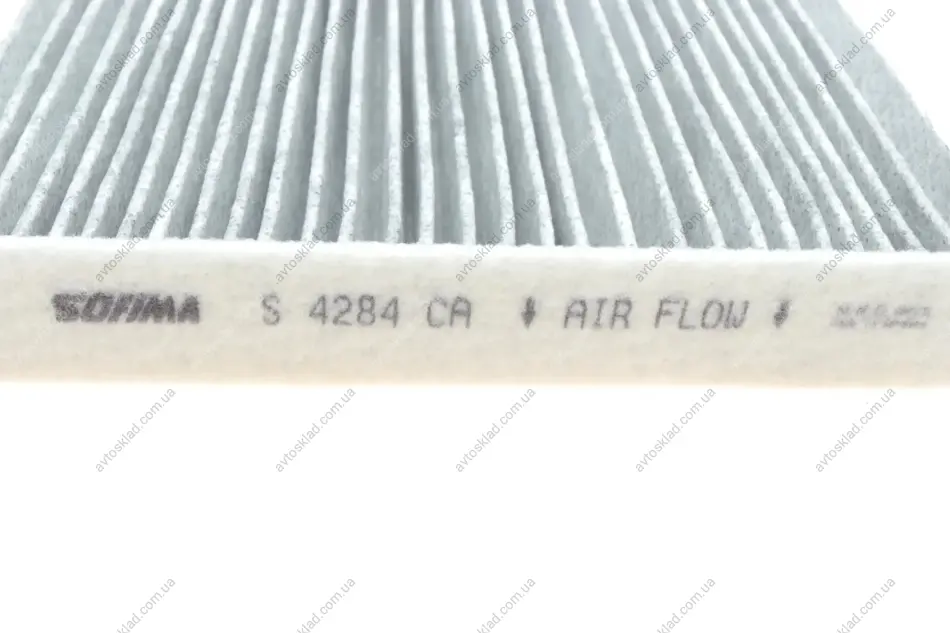 SOFIMA S 4284 CA ↓ AIR FLOW ↓
avtosklad.com.ua